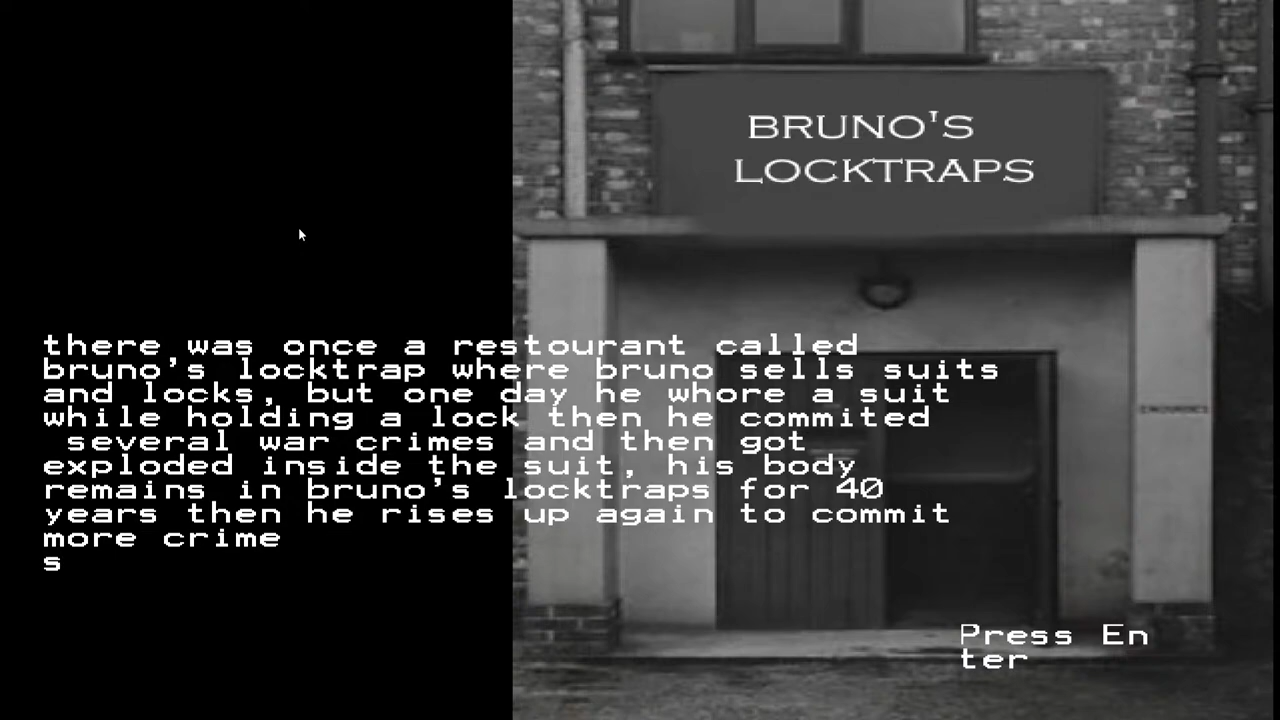 BRUNO'S
LOCKTRAPS
there was once a restourant called
bruno's locktrap where bruno sells suits
and locks, but one day he whore a suit
while holding a lock then he commited
several war crimes and then got
exploded inside the suit, his body
remains in bruno's locktraps for 40
years then he rises up again to commit
more crime
s
Press En
ter